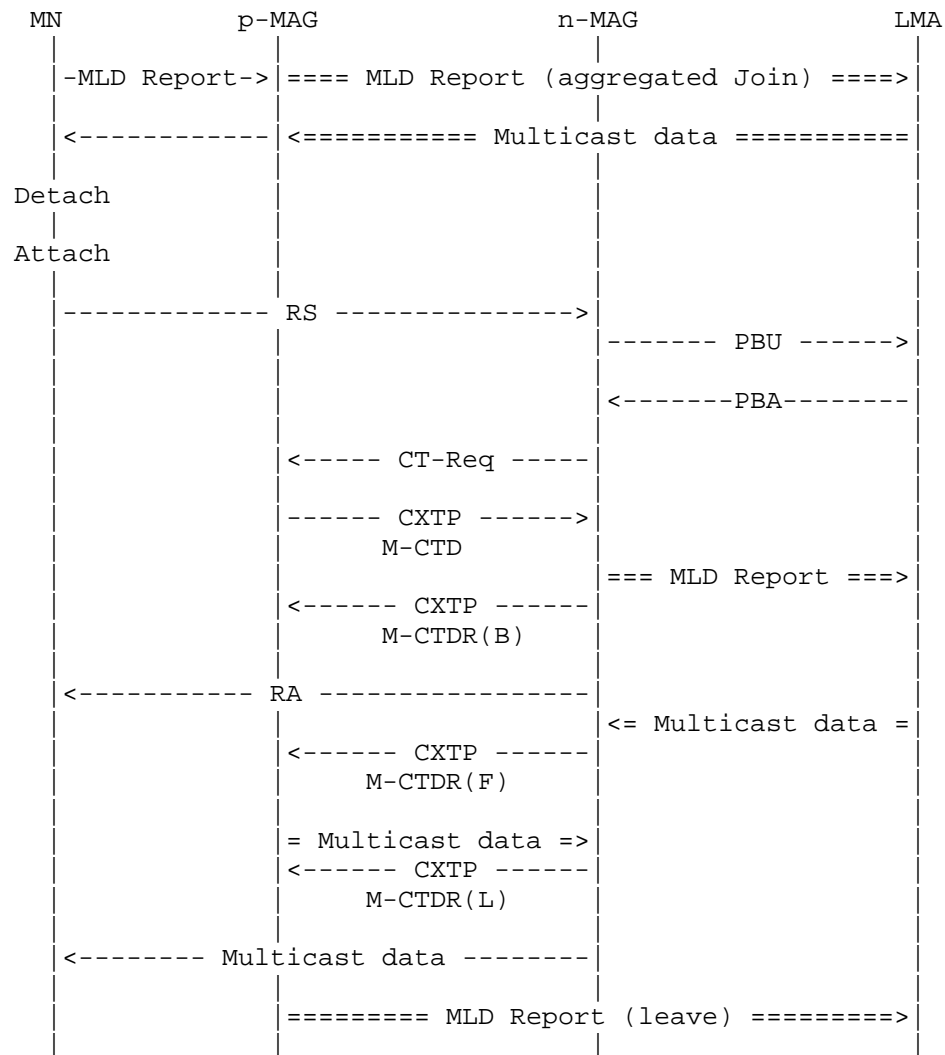 MN p-MAG n-MAG LMA
|-MLD Report->|==== MLD Report (aggregated Join) ====>|
|<------------|<=========== Multicast data ===========|
Detach
Attach
|------------- RS --------------->|
|------- PBU ------>|
|<-------PBA--------|
|<----- CT-Req -----|
|------ CXTP ------>|
M-CTD
|=== MLD Report ===>|
|<------ CXTP ------|
M-CTDR(B)
|<----------- RA -----------------|
|<= Multicast data =|
|<------ CXTP ------|
M-CTDR(F)
|= Multicast data =>|
|<------ CXTP ------|
M-CTDR(L)
|<-------- Multicast data --------|
|========= MLD Report (leave) =========>|